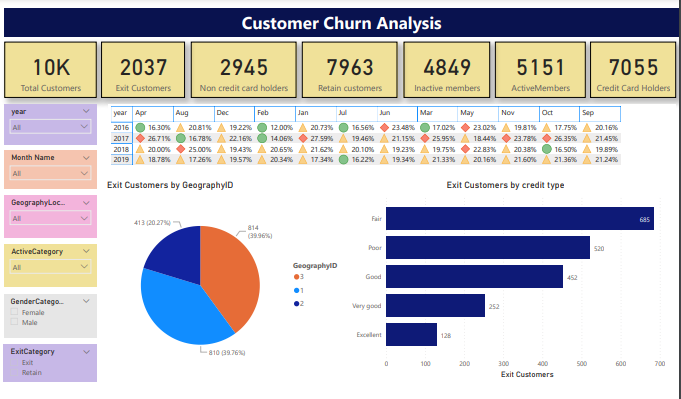 Customer Churn Analysis
10K
Total Customers
2037
Exit Customers
2945
Non credit card holders
7963
Retain customers
4849
Inactive members
5151
ActiveMembers
7055
Credit Card Holders
year
All
Month Name
All
GeographyLoc...
All
ActiveCategory
All
GenderCatego...
Female
Male
ExitCategory
Exit
Retain
year Apr Aug Dec Feb Jan Jul Jun Mar May Nov Oct Sep
2016 16.30% 20.81% 19.22% 12.00% 20.73% 16.56% 23.48% 17.02% 23.02% 19.81% 17.75% 20.16%
2017 26.71% 16.78% 22.16% 14.06% 27.59% 19.46% 21.15% 25.95% 18.44% 23.78% 26.35% 21.45%
2018 20.00% 25.00% 19.43% 20.65% 21.62% 20.10% 19.23% 19.75% 22.83% 20.38% 16.50% 19.89%
2019 18.78% 17.26% 19.57% 20.34% 17.34% 16.22% 19.34% 21.33% 20.16% 21.60% 21.36% 21.24%
Exit Customers by GeographyID
413 (20.27%)
814
(39.96%)
810 (39.76%)
GeographyID
3
1
2
Exit Customers by credit type
Fair 685
Poor 520
Good 452
Very good 252
Excellent 128
0 100 200 300 400 500 600 700
Exit Customers